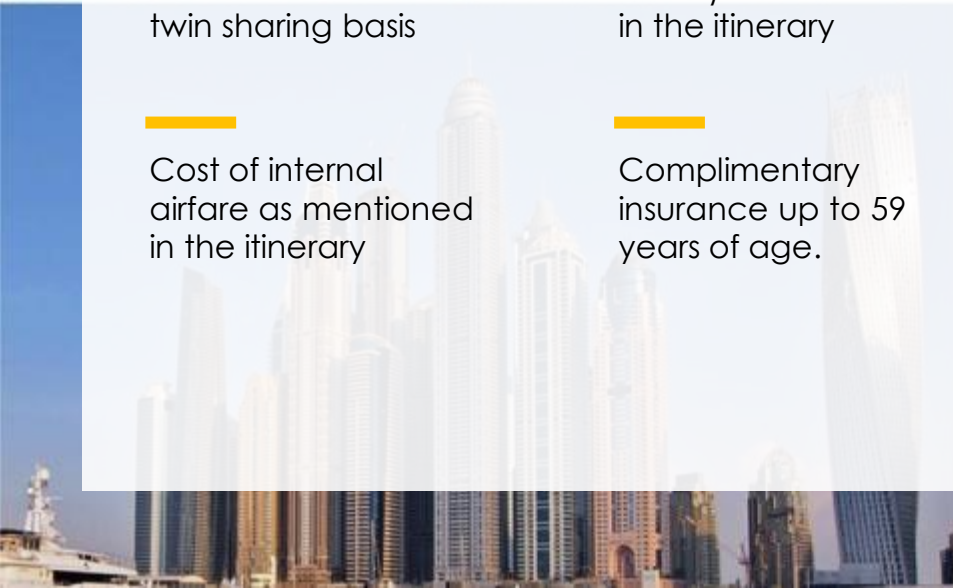 twin sharing basis
in the itinerary
Cost of internal
airfare as mentioned
in the itinerary
Complimentary
insurance up to 59
years of age.